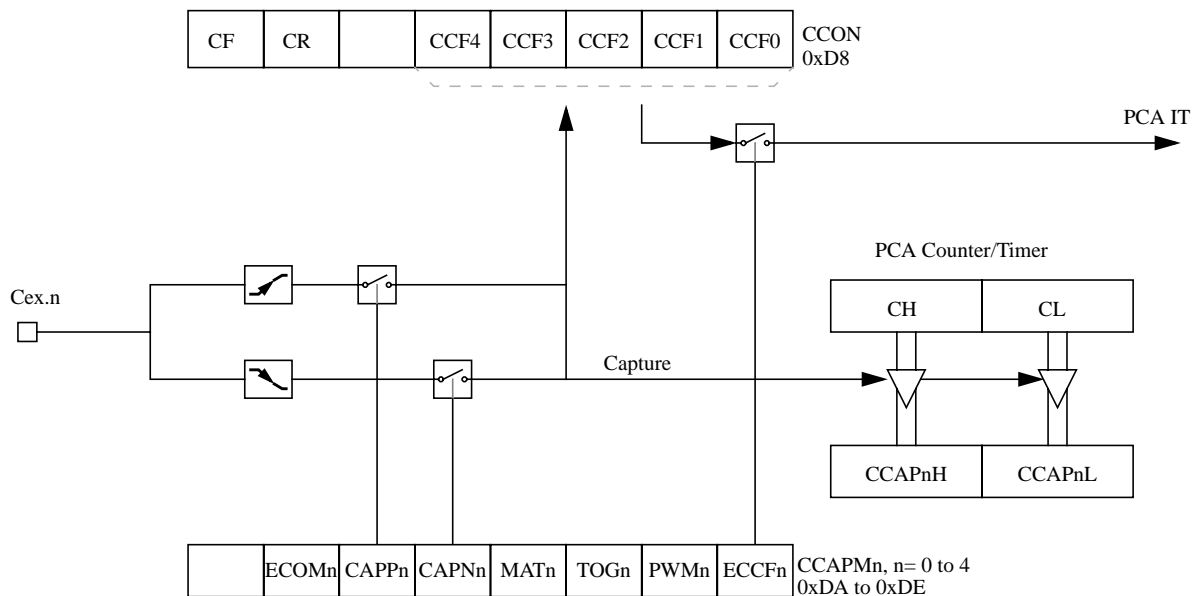 CF CR CCF4 CCF3 CCF2 CCF1 CCF0 CCON
0xD8
PCA IT
PCA Counter/Timer
Cex.n
CH CL
Capture
CCAPnH CCAPnL
ECOMn CAPPn CAPNn MATn TOGn PWMn ECCFn CCAPMn, n= 0 to 4
0xDA to 0xDE